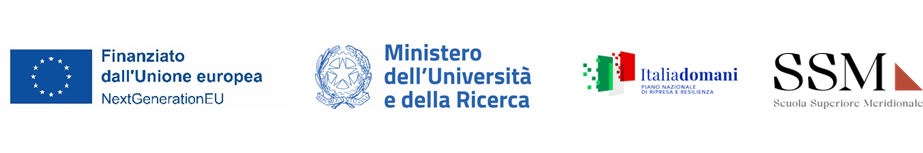 Finanziato
dall'Unione europea
NextGenerationEU
Ministero
dell'Università
e della Ricerca
Italiadomani
PIANO NAZIONALE
DI RIPRESA E RESILIENZA
SSM
Scuola Superiore Meridionale